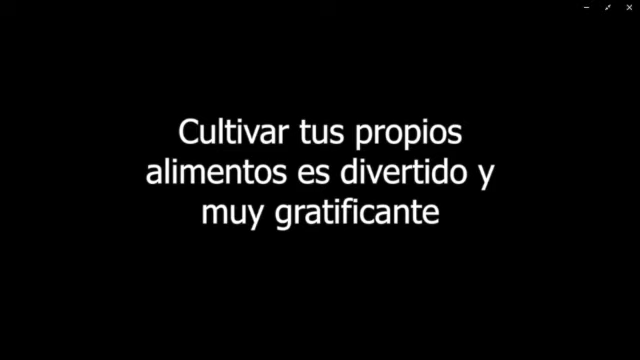 Cultivar tus propios
alimentos es divertido y
muy gratificante